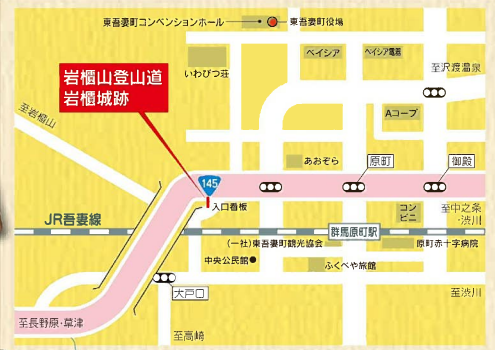 東吾妻町コンベンションホール
東吾妻町役場
ベイシア
ベイシア電器
いわびつ荘
至沢渡温泉
岩櫃山登山道
岩櫃城跡
至岩櫃山
Aコープ
あおぞら
原町
御殿
145
入口看板
コン
ビニ
至中之条
・渋川
JR吾妻線
群馬原町駅
(一社)東吾妻町観光協会
原町赤十字病院
中央公民館
ふくべや旅館
大戸口
至渋川
至長野原・草津
至高崎